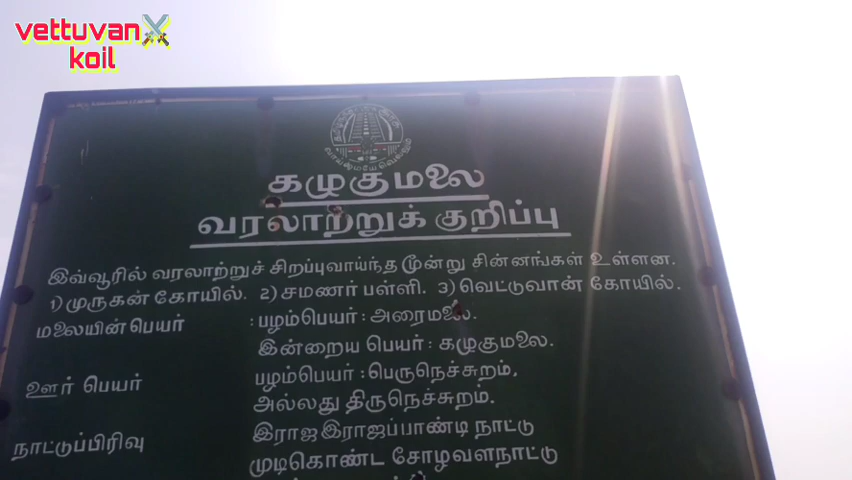 vettuvan
koil
வாய்மையே வெல்லும்
கழுகுமலை
வரலாற்றுக் குறிப்பு
இவ்வூரில் வரலாற்றுச் சிறப்புவாய்ந்த மூன்று சின்னங்கள் உள்ளன.
1) முருகன் கோயில். 2) சமணர் பள்ளி. 3) வெட்டுவான் கோயில்.
மலையின்பெயர் : பழம்பெயர் : அரைமலை.
இன்றைய பெயர் : கழுகுமலை.
ஊர் பெயர் பழம்பெயர் : பெருநெச்சுறம்,
அல்லது திருநெச்சுறம்.
நாட்டுப்பிரிவு இராஜஇராஜப்பாண்டி நாட்டு
முடிகொண்ட சோழவளநாட்டு